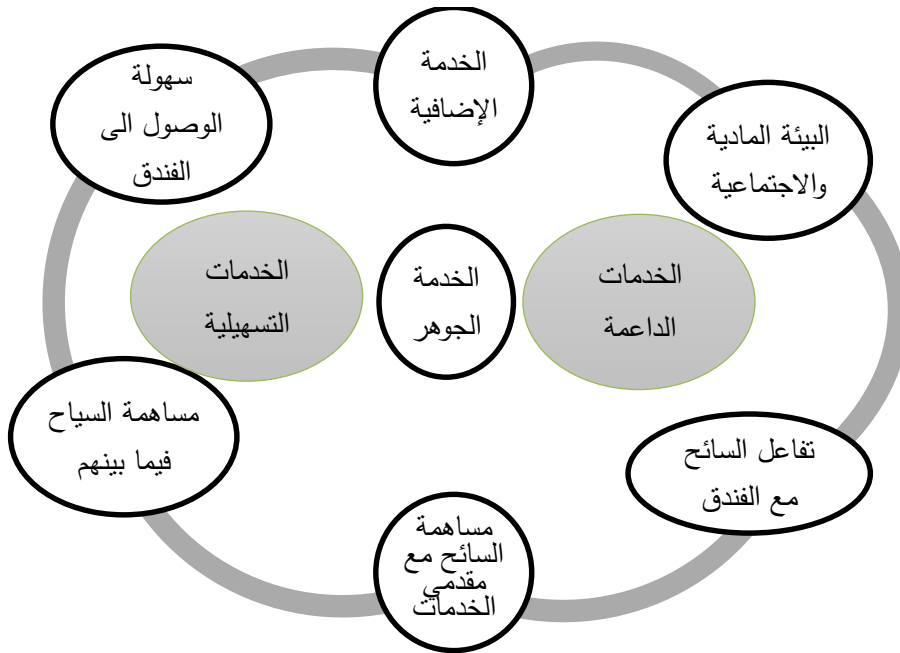 الخدمة
الإضافية
البيئة المادية
والاجتماعية
سهولة
الوصول الى
الفندق
الخدمات
الداعمة
الخدمة
الجوهر
الخدمات
التسهيلية
تفاعل السائح
مع الفندق
مساهمة السياح
فيما بينهم
مساهمة
السائح مع
مقدمي
الخدمات